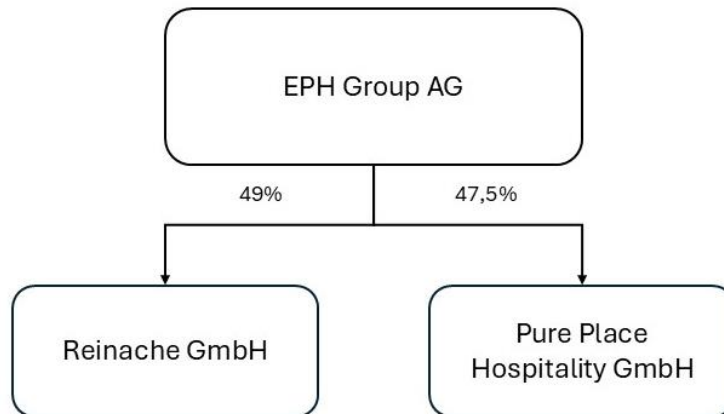 EPH Group AG
49%
47,5%
Reinache GmbH
Pure Place
Hospitality GmbH